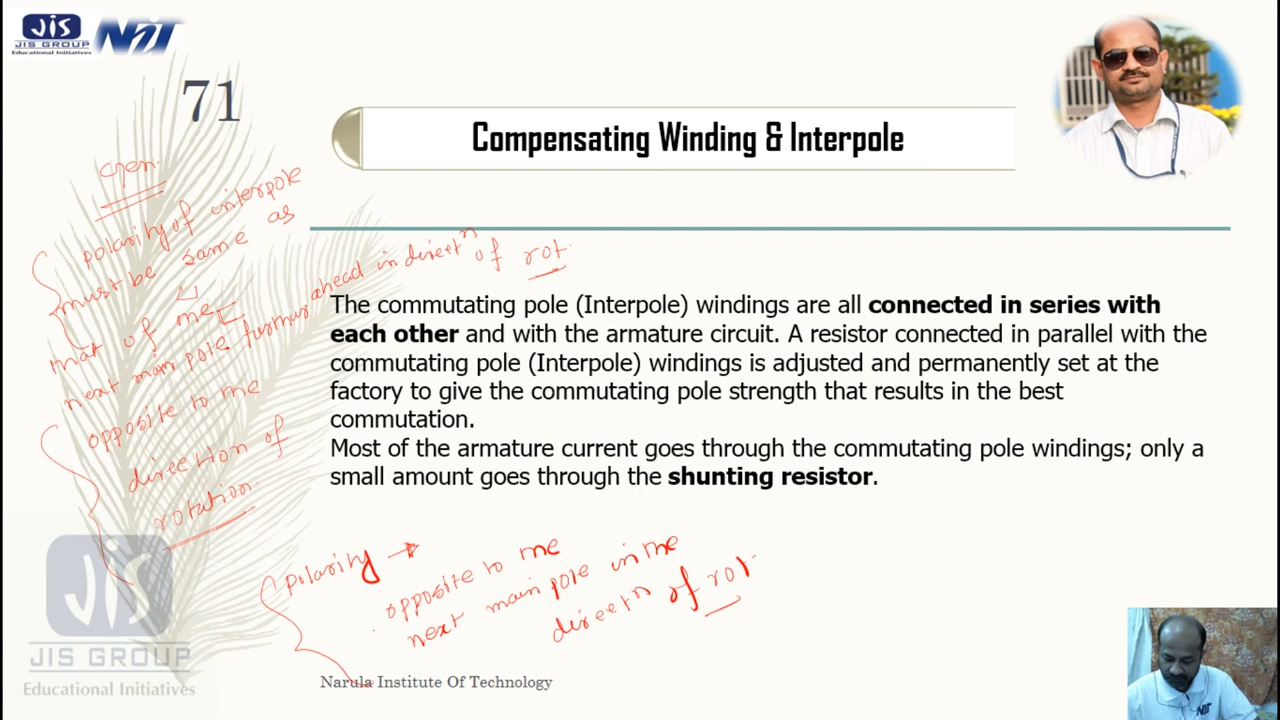 JIS
JIS GROUP
Educational Initiatives
NiT
71
Compensating Winding & Interpole
Gen.
polarity of interpole
must be same as
that of the
next main pole further ahead in directn of rot.
opposite to the
direction of
rotation.
The commutating pole (Interpole) windings are all connected in series with
each other and with the armature circuit. A resistor connected in parallel with the
commutating pole (Interpole) windings is adjusted and permanently set at the
factory to give the commutating pole strength that results in the best
commutation.
Most of the armature current goes through the commutating pole windings; only a
small amount goes through the shunting resistor.
polarity →
opposite to the
next main pole in the
directn of rot.
JIS
JIS GROUP
Educational Initiatives
Narula Institute Of Technology